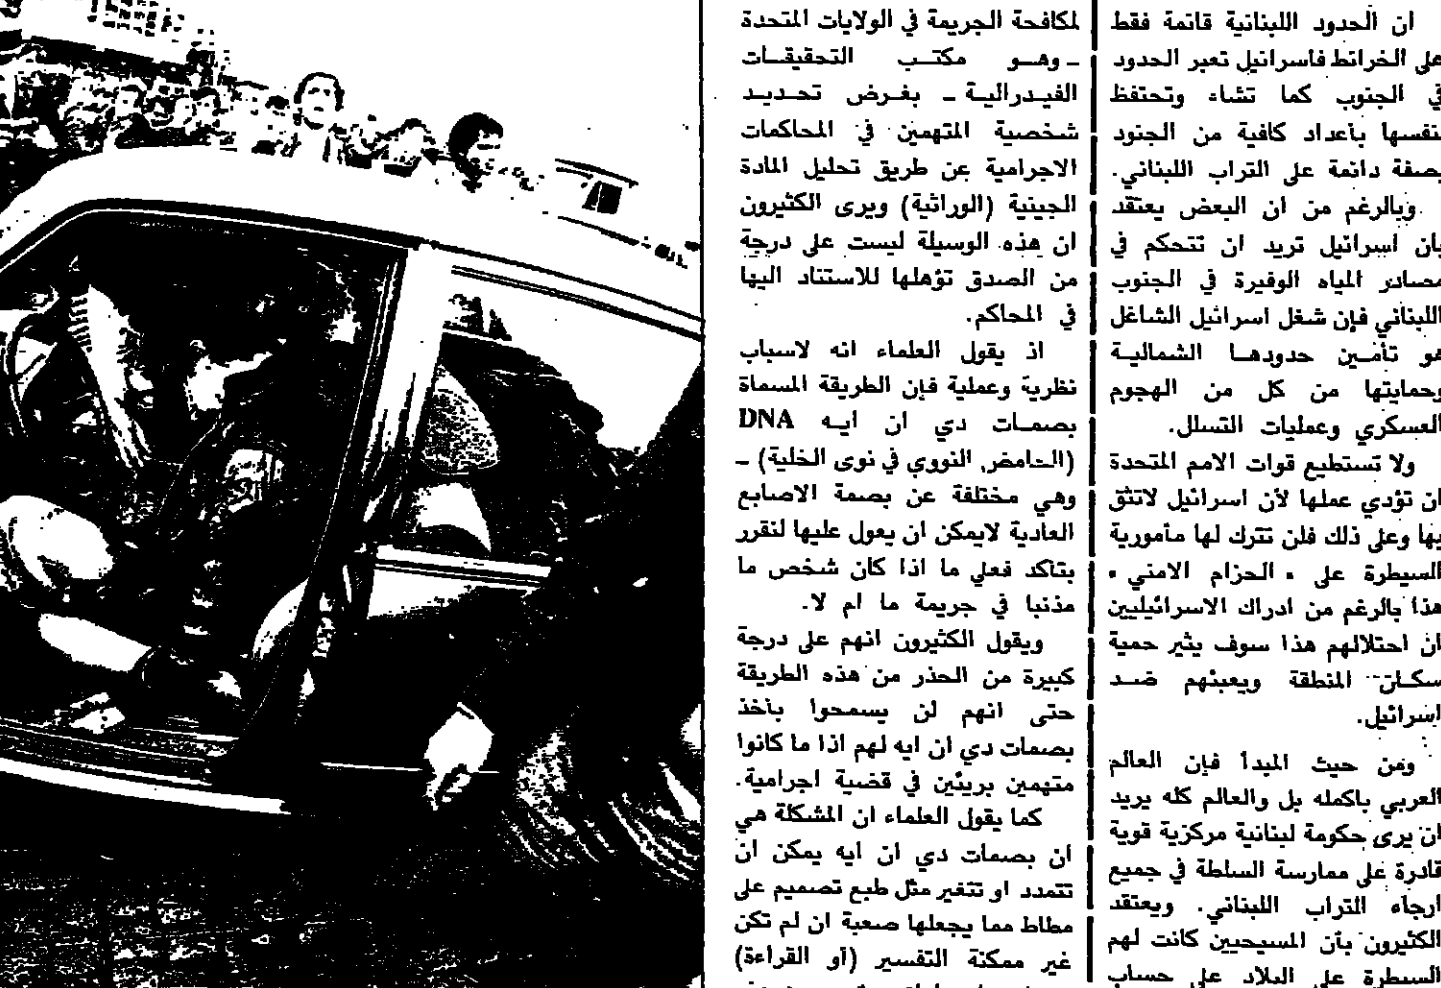 ان الحدود اللبنانية قائمة فقط
على الخرائط فاسرائيل تعبر الحدود
في الجنوب كما تشاء وتحتفظ
لنفسها بأعداد كافية من الجنود
بصفة دائمة على التراب اللبناني.
وبالرغم من ان البعض يعتقد
بان اسرائيل تريد ان تتحكم في
مصادر المياه الوفيرة في الجنوب
اللبناني فإن شغل اسرائيل الشاغل
هو تأمين حدودها الشمالية
وحمايتها من كل من الهجوم
العسكري وعمليات التسلل.
ولا تستطيع قوات الامم المتحدة
ان تؤدي عملها لأن اسرائيل لاتثق
بها وعلى ذلك فلن تترك لها مأمورية
السيطرة على « الحزام الامني »
هذا بالرغم من ادراك الاسرائيليين
ان احتلالهم هذا سوف يثير حمية
سكان المنطقة ويعبئهم ضد
اسرائيل.
ومن حيث المبدأ فإن العالم
العربي باكمله بل والعالم كله يريد
ان يرى حكومة لبنانية مركزية قوية
قادرة على ممارسة السلطة في جميع
ارجاء التراب اللبناني. ويعتقد
الكثيرون بأن المسيحيين كانت لهم
السيطرة على البلاد على حساب
لمكافحة الجريمة في الولايات المتحدة
ـ وهو مكتب التحقيقات
الفيدرالية ـ بغرض تحديد
شخصية المتهمين في المحاكمات
الاجرامية عن طريق تحليل المادة
الجينية (الوراثية) ويرى الكثيرون
ان هذه الوسيلة ليست على درجة
من الصدق تؤهلها للاستناد اليها
في المحاكم.
اذ يقول العلماء انه لاسباب
نظرية وعملية فإن الطريقة المسماة
بصمات دي ان ايه DNA
(الحامض النووي في نوى الخلية) ـ
وهي مختلفة عن بصمة الاصابع
العادية لايمكن ان يعول عليها لنقرر
بتاكد فعلي ما اذا كان شخص ما
مذنبا في جريمة ما ام لا.
ويقول الكثيرون انهم على درجة
كبيرة من الحذر من هذه الطريقة
حتى انهم لن يسمحوا بأخذ
بصمات دي ان ايه لهم اذا ما كانوا
متهمين بريئين في قضية اجرامية.
كما يقول العلماء ان المشكلة هي
ان بصمات دي ان ايه يمكن ان
تتمدد او تتغير مثل طبع تصميم على
مطاط مما يجعلها صعبة ان لم تكن
غير ممكنة التفسير (أو القراءة)